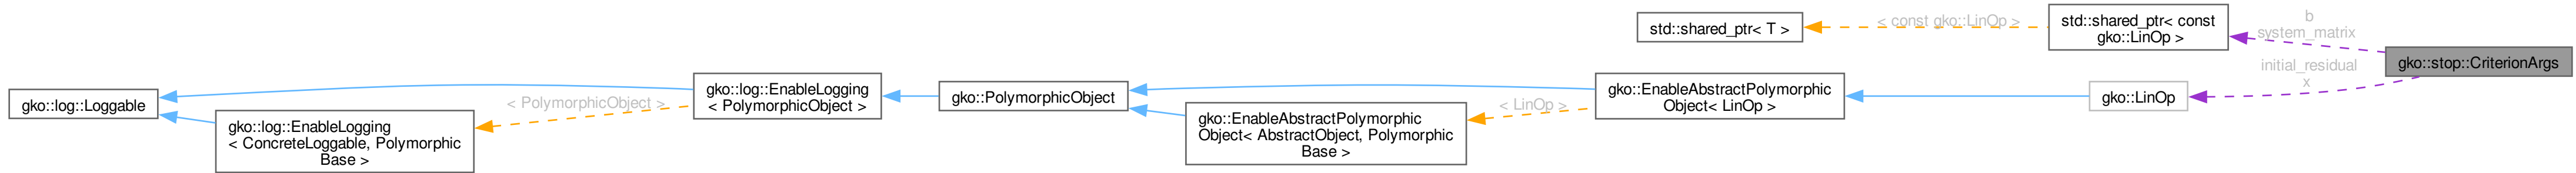 gko::log::Loggable
gko::log::EnableLogging
< ConcreteLoggable, Polymorphic
Base >
< PolymorphicObject >
gko::log::EnableLogging
< PolymorphicObject >
gko::PolymorphicObject
gko::EnableAbstractPolymorphic
Object< AbstractObject, Polymorphic
Base >
< LinOp >
gko::EnableAbstractPolymorphic
Object< LinOp >
std::shared_ptr< T >
< const gko::LinOp >
std::shared_ptr< const
gko::LinOp >
gko::LinOp
b
system_matrix
initial_residual
x
gko::stop::CriterionArgs